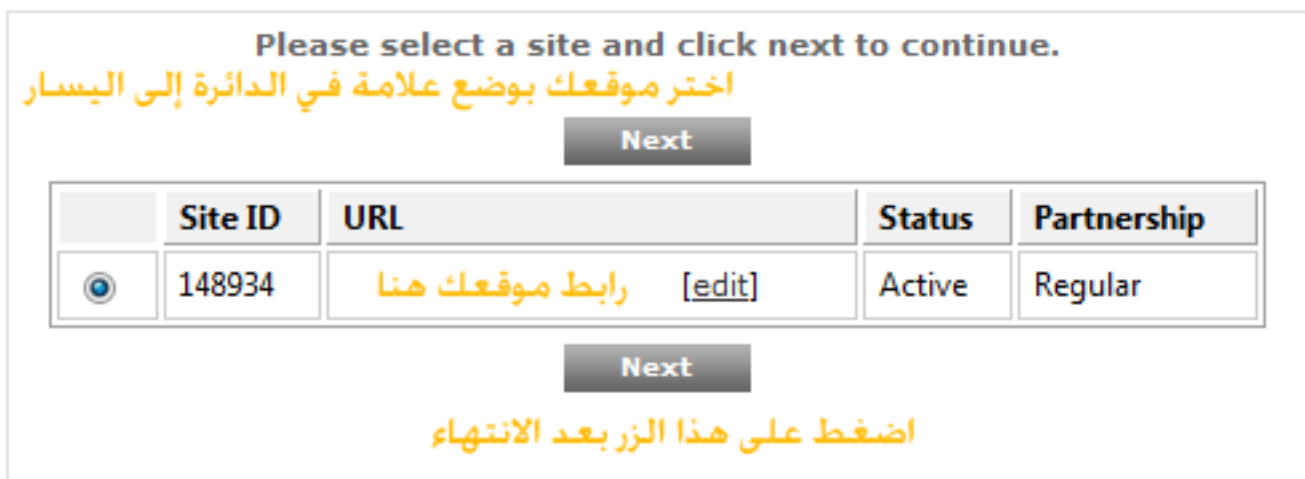 Please select a site and click next to continue.
اختر موقعك بوضع علامة في الدائرة إلى اليسار
Next
Site ID URL Status Partnership
148934 رابط موقعك هنا [edit] Active Regular
Next
اضغط على هذا الزر بعد الانتهاء